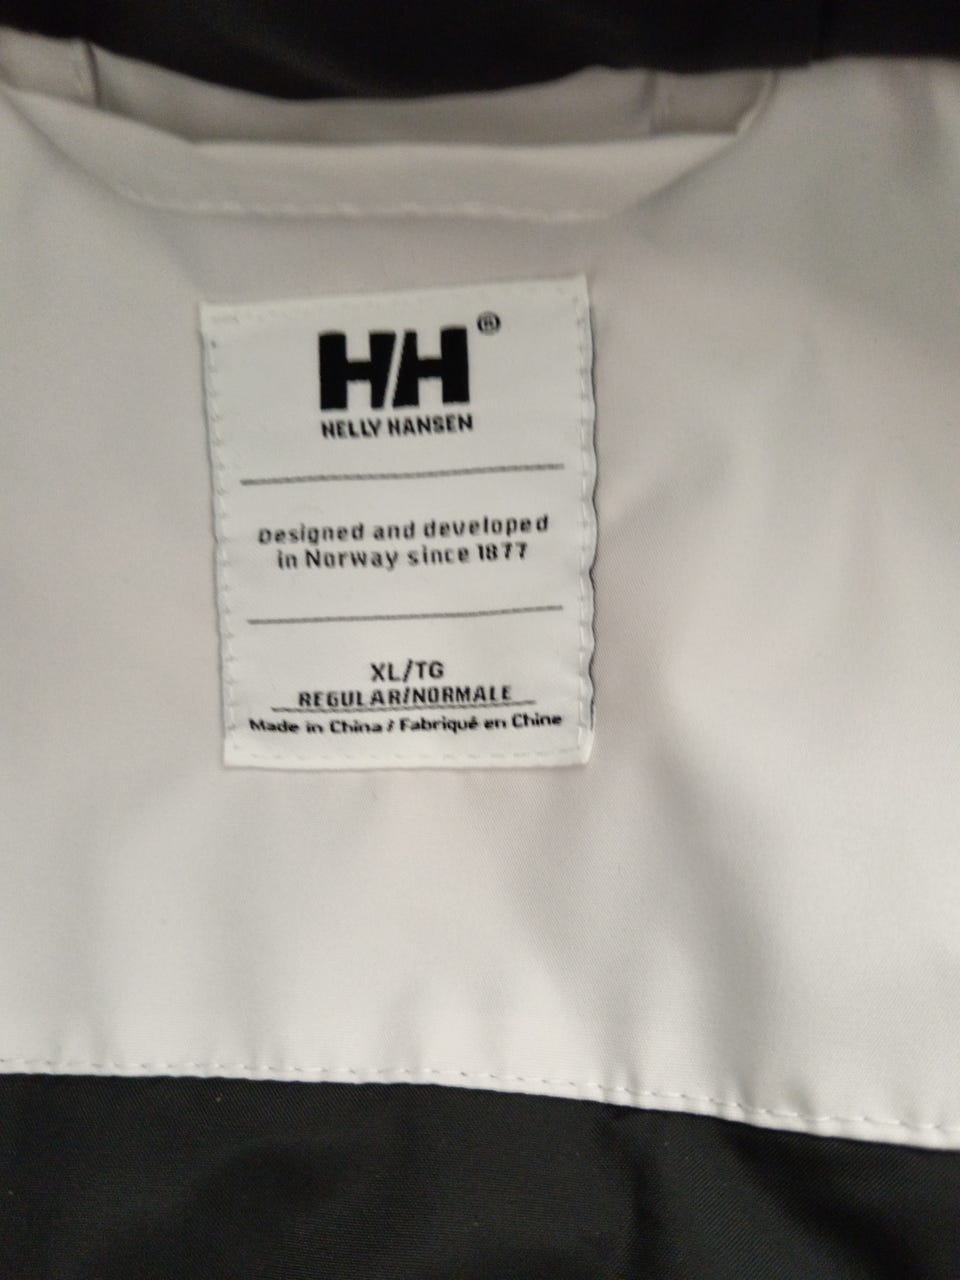 H/H®
HELLY HANSEN
Designed and developed
in Norway since 1877
XL/TG
REGULAR/NORMALE
Made in China / Fabriqué en Chine